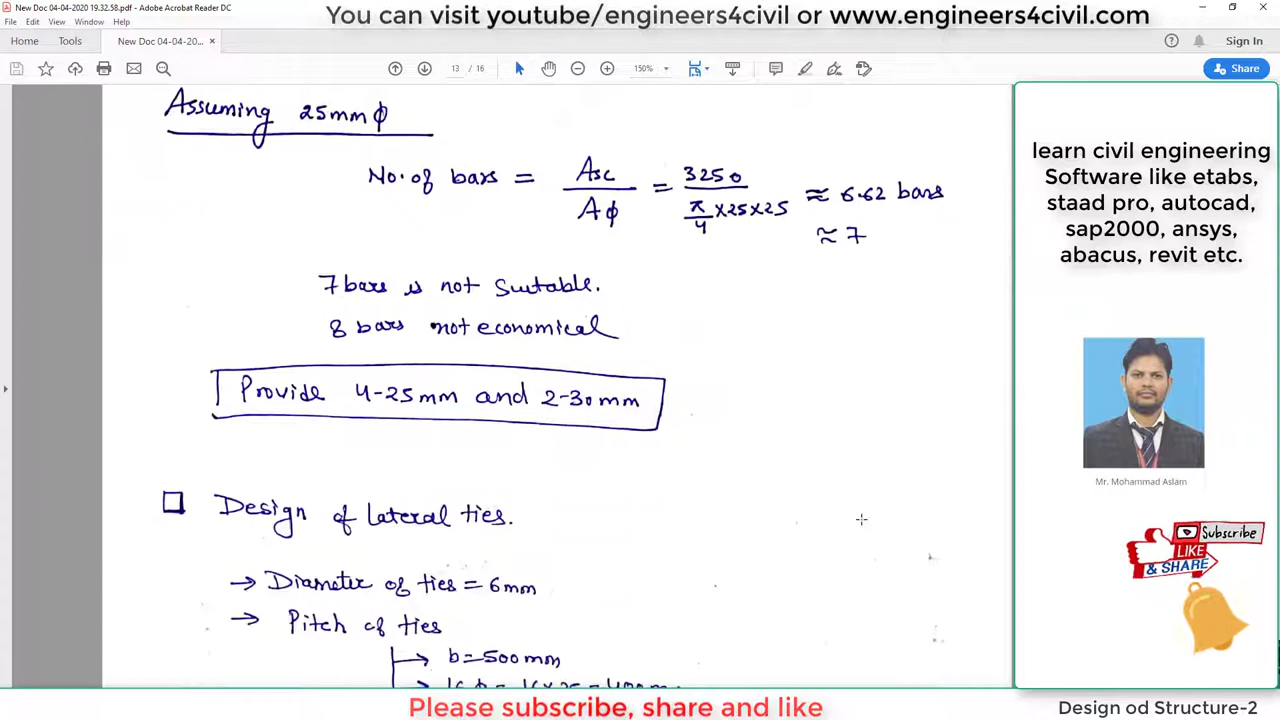 New Doc 04-04-2020 19.32.58.pdf - Adobe Acrobat Reader DC
You can visit youtube/engineers4civil or www.engineers4civil.com
File Edit View Window Help
Home Tools New Doc 04-04-20... × Sign In
13 / 16 150% Share
Assuming 25mm ϕ
No. of bars = Asc / Aϕ = 3250 / π/4 ×25×25 ≈ 6.62 bars
≈ 7
7 bars is not Suitable.
8 bars not economical
Provide 4-25mm and 2-30mm
Design of Lateral ties.
→ Diameter of ties = 6mm
→ Pitch of ties
→ b=500mm
learn civil engineering
Software like etabs,
staad pro, autocad,
sap2000, ansys,
abacus, revit etc.
Mr. Mohammad Aslam
Subscribe
LIKE
& SHARE
Please subscribe, share and like
Design od Structure-2